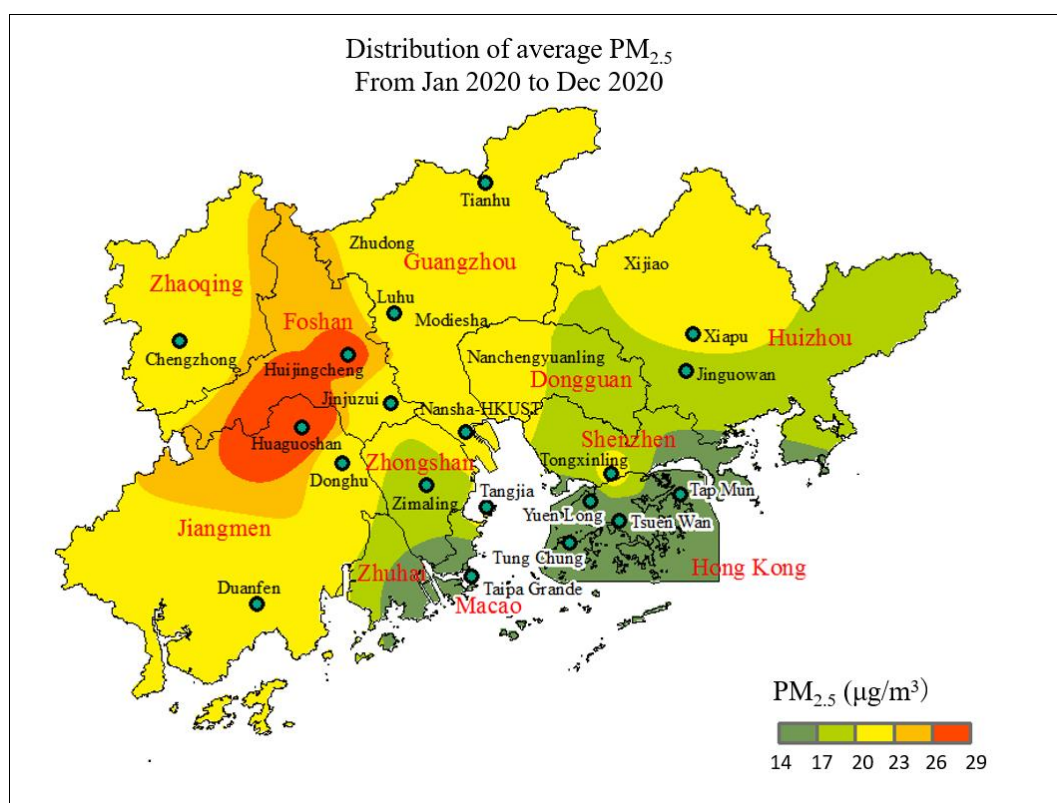 Distribution of average PM2.5
From Jan 2020 to Dec 2020
Tianhu
Zhudong
Guangzhou
Xijiao
Zhaoqing
Luhu
Foshan
Modiesha
Xiapu
Huizhou
Chengzhong
Huijingcheng
Nanchengyuanling
Dongguan
Jinguowan
Jinjuzui
Nansha-HKUST
Huaguoshan
Shenzhen
Zhongshan
Tongxinling
Donghu
Zimaling
Tangjia
Tap Mun
Yuen Long
Tsuen Wan
Jiangmen
Tung Chung
Zhuhai
Hong Kong
Duanfen
Taipa Grande
Macao
PM2.5 (μg/m³)
14 17 20 23 26 29